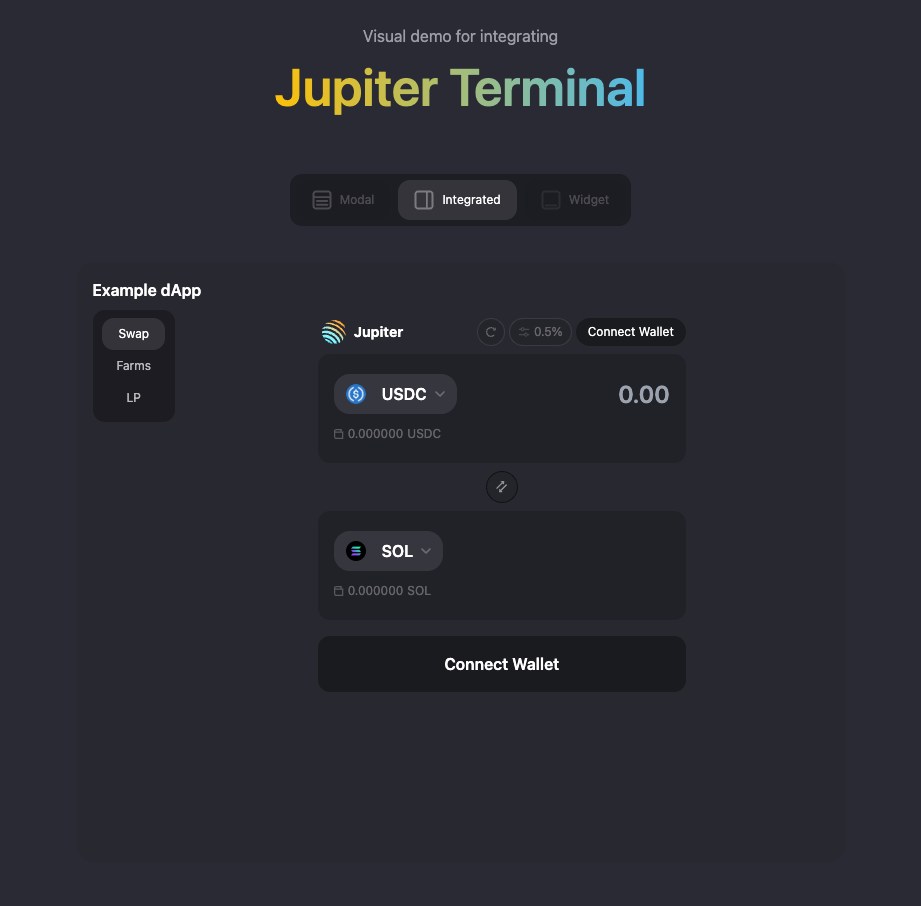 Visual demo for integrating
Jupiter Terminal
Modal
Integrated
Widget
Example dApp
Swap
Farms
LP
Jupiter
0.5%
Connect Wallet
USDC
0.00
0.000000 USDC
SOL
0.000000 SOL
Connect Wallet